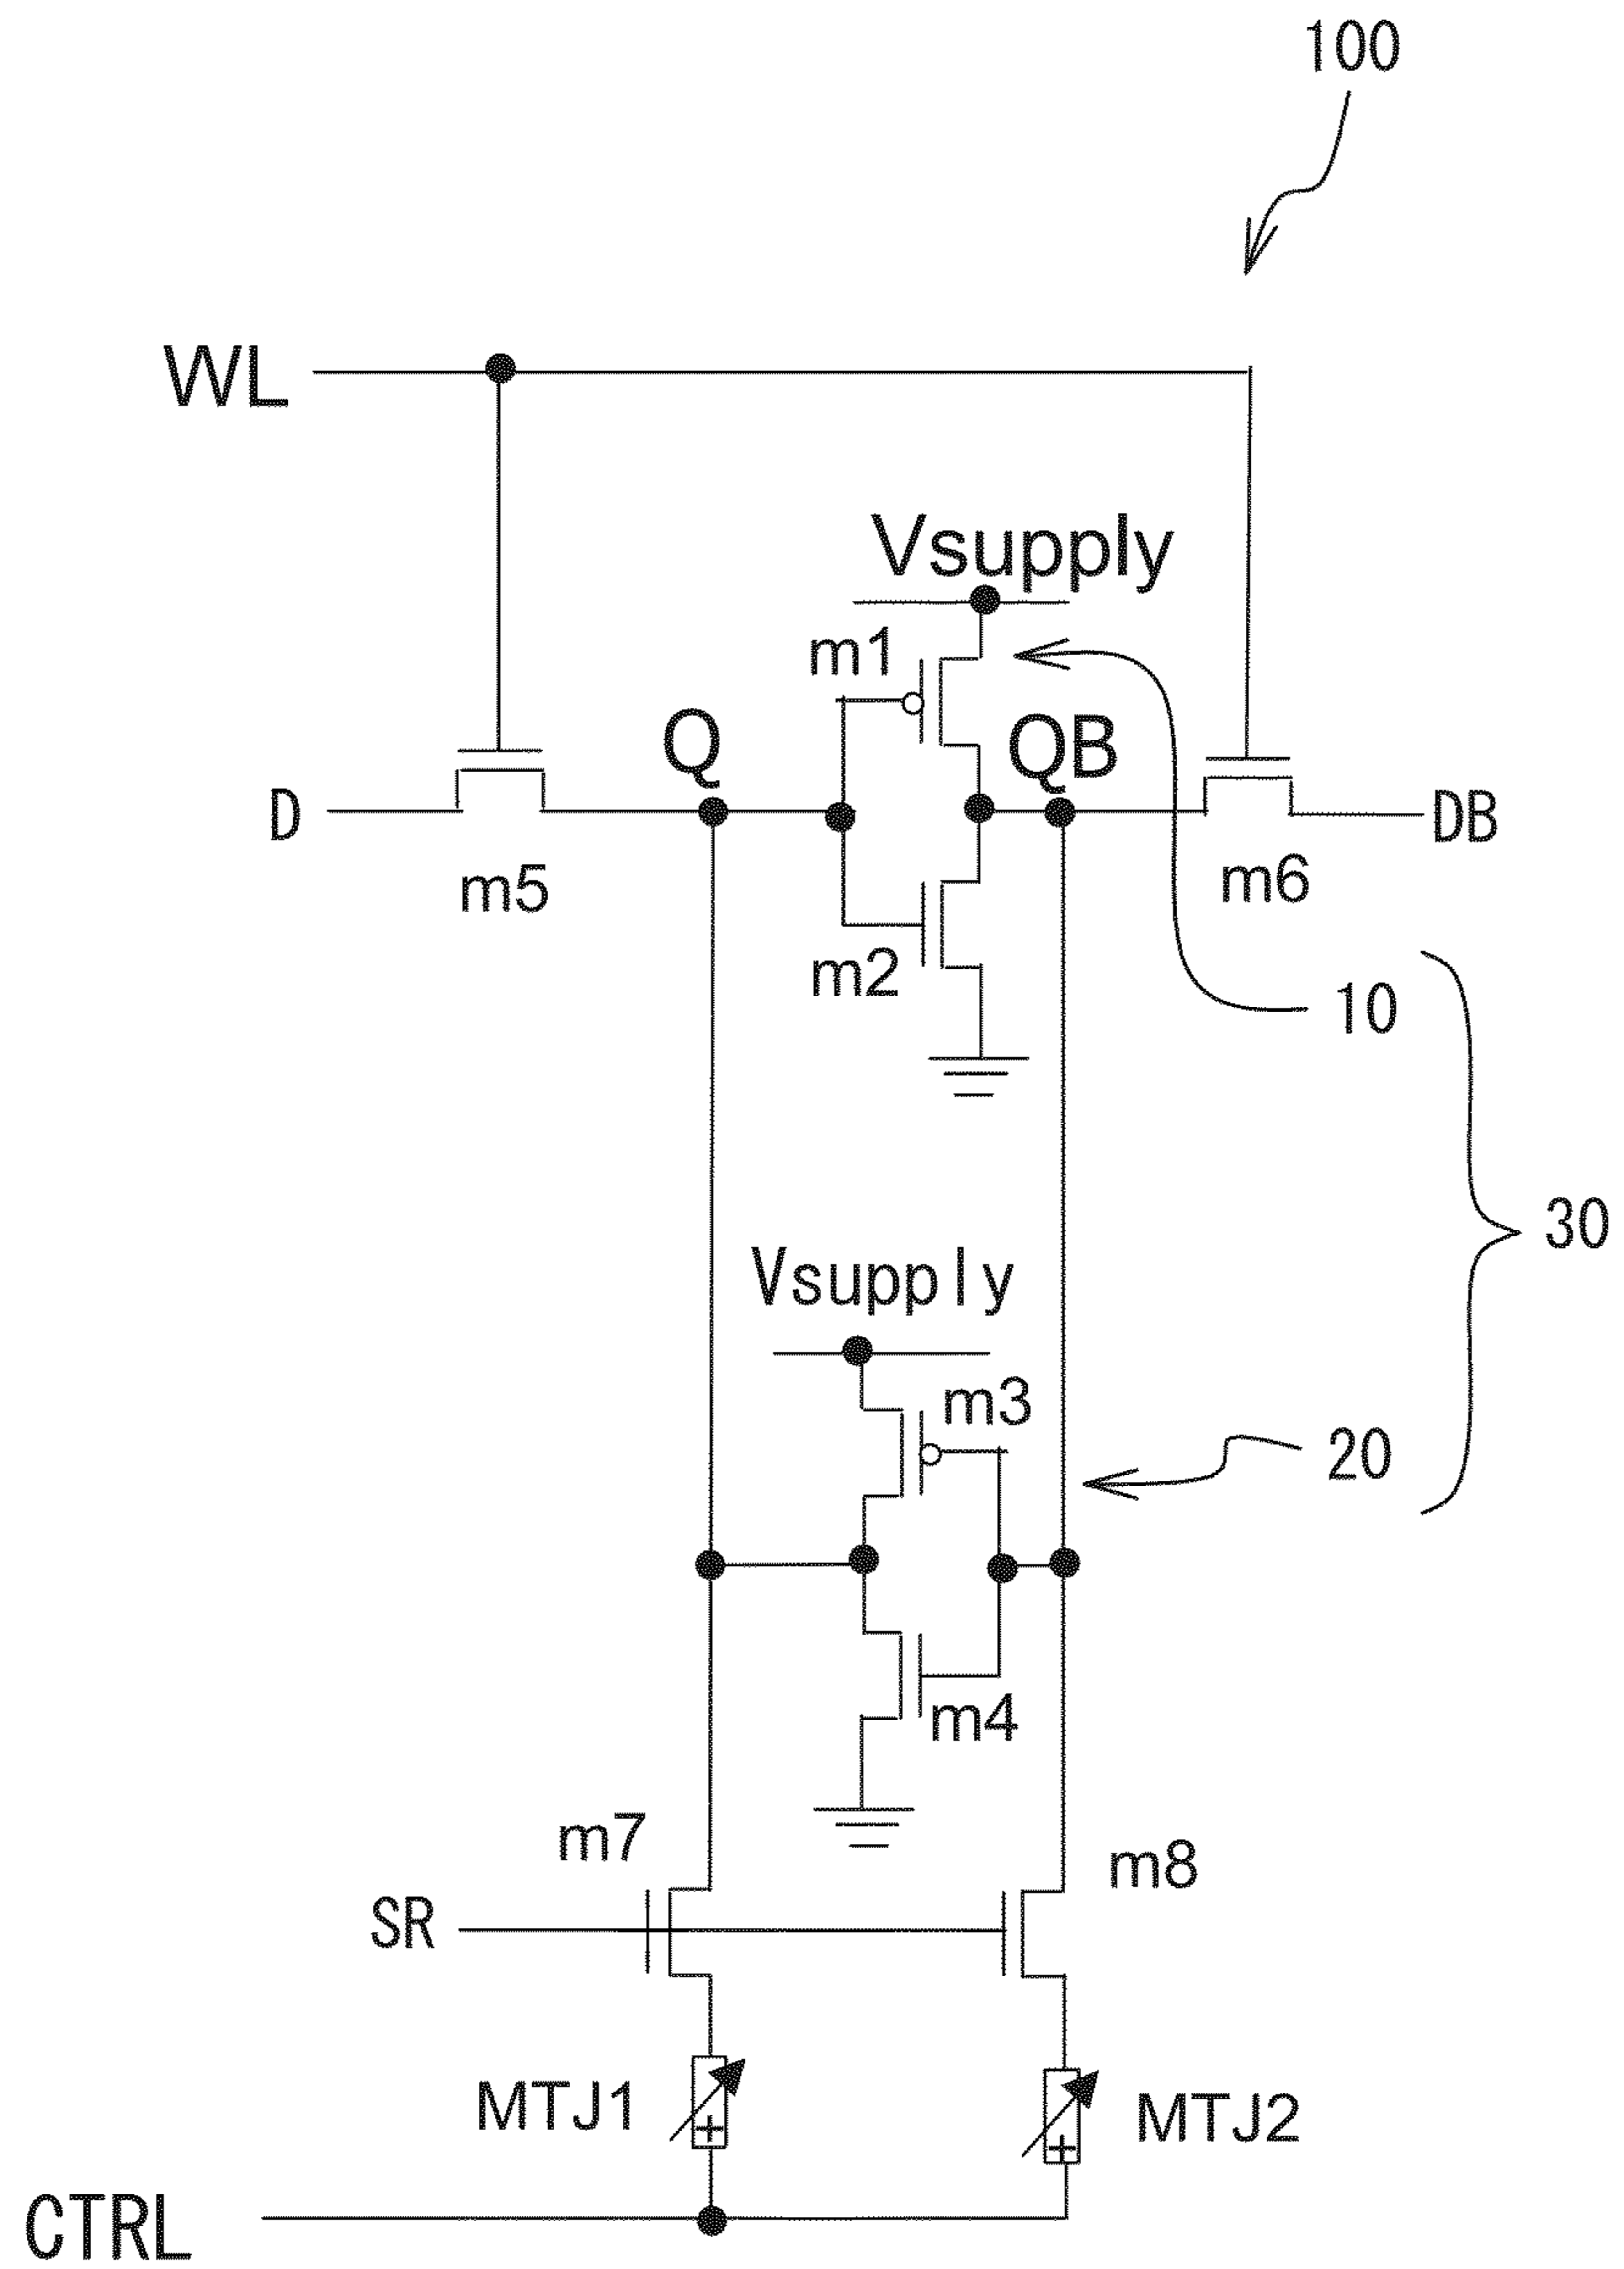 100
WL
Vsupply
m1
Q
QB
D
DB
m5
m6
m2
10
30
Vsupply
m3
20
m4
m7
m8
SR
MTJ1
+
MTJ2
+
CTRL